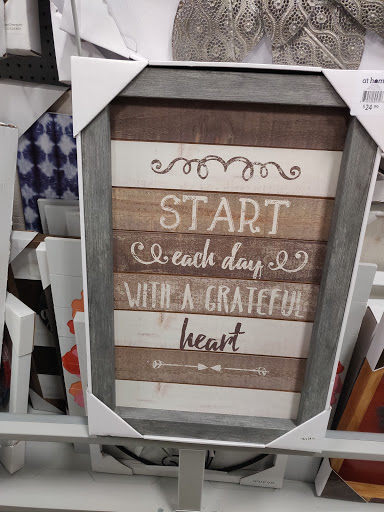 at home
$24.99
START
each day
WITH A GRATEFUL
heart